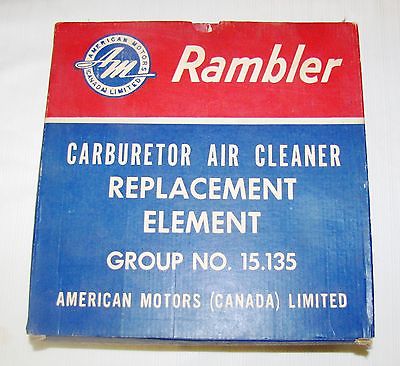 AMERICAN MOTORS
AM
(CANADA) LIMITED
Rambler
CARBURETOR AIR CLEANER
REPLACEMENT
ELEMENT
GROUP NO. 15.135
AMERICAN MOTORS (CANADA) LIMITED